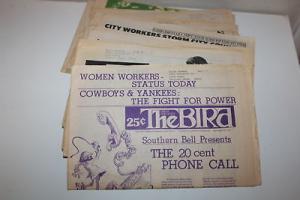 CITY WORKERS STORM FIVE
WOMEN WORKERS -
STATUS TODAY
COWBOYS & YANKEES:
THE FIGHT FOR POWER
25¢ The BIRd
Southern Bell Presents
THE 20 cent
PHONE CALL